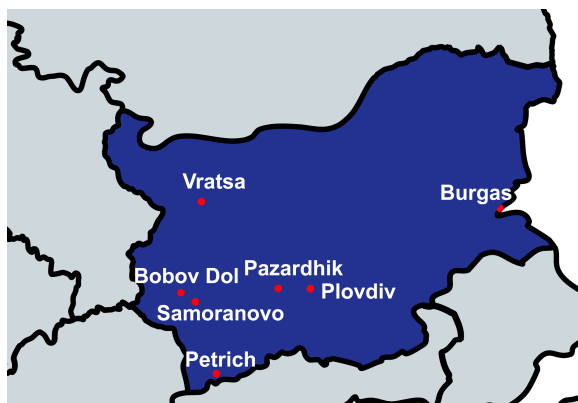 Vratsa
Burgas
Bobov Dol
Pazardhik
Plovdiv
Samoranovo
Petrich